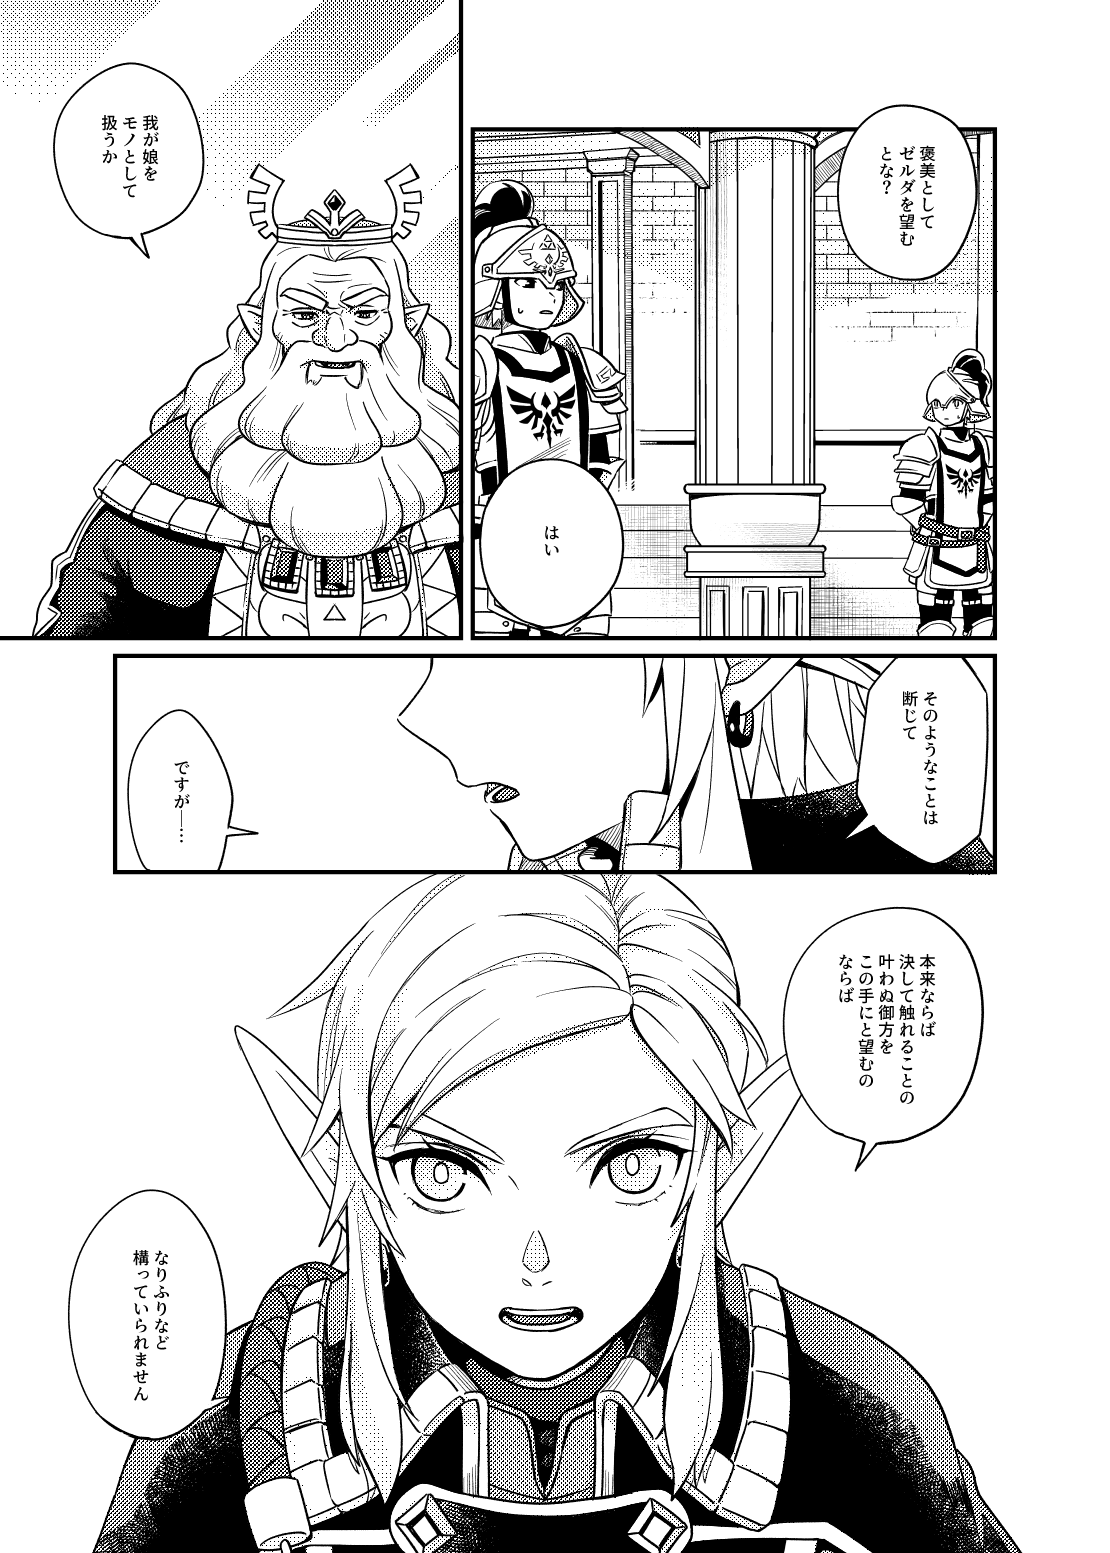 褒美として
ゼルダを望む
とな？
はい
我が娘を
モノとして
扱うか
そのようなことは
断じて
ですが―…
本来ならば
決して触れることの
叶わぬ御方を
この手にと望むの
ならば
なりふりなど
構っていられません